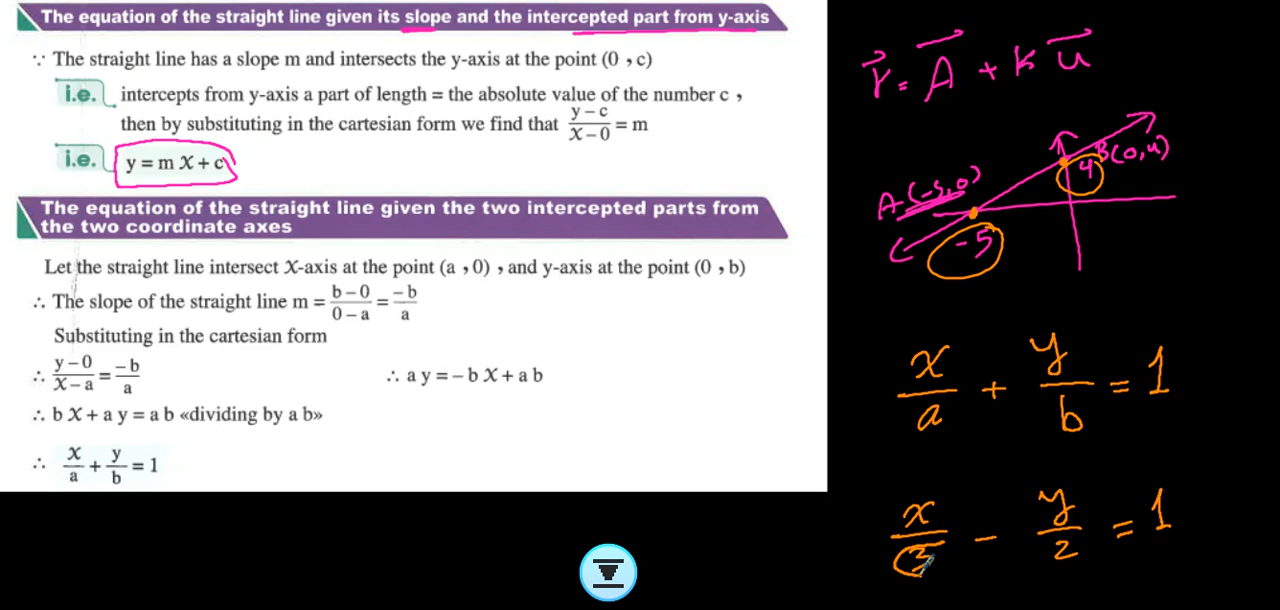 The equation of the straight line given its slope and the intercepted part from y-axis
∵ The straight line has a slope m and intersects the y-axis at the point (0 , c)
i.e. intercepts from y-axis a part of length = the absolute value of the number c ,
then by substituting in the cartesian form we find that (y – c)/(X – 0) = m
i.e. y = m X + c
The equation of the straight line given the two intercepted parts from
the two coordinate axes
Let the straight line intersect X-axis at the point (a , 0) , and y-axis at the point (0 , b)
∴ The slope of the straight line m = (b – 0)/(0 – a) = –b/a
Substituting in the cartesian form
∴ (y – 0)/(X – a) = –b/a ∴ a y = – b X + a b
∴ b X + a y = a b «dividing by a b»
∴ X/a + y/b = 1
r⃗ = A⃗ + K u⃗
B(0,4)
4
A(-5,0)
-5
x/a + y/b = 1
x/3 - y/2 = 1